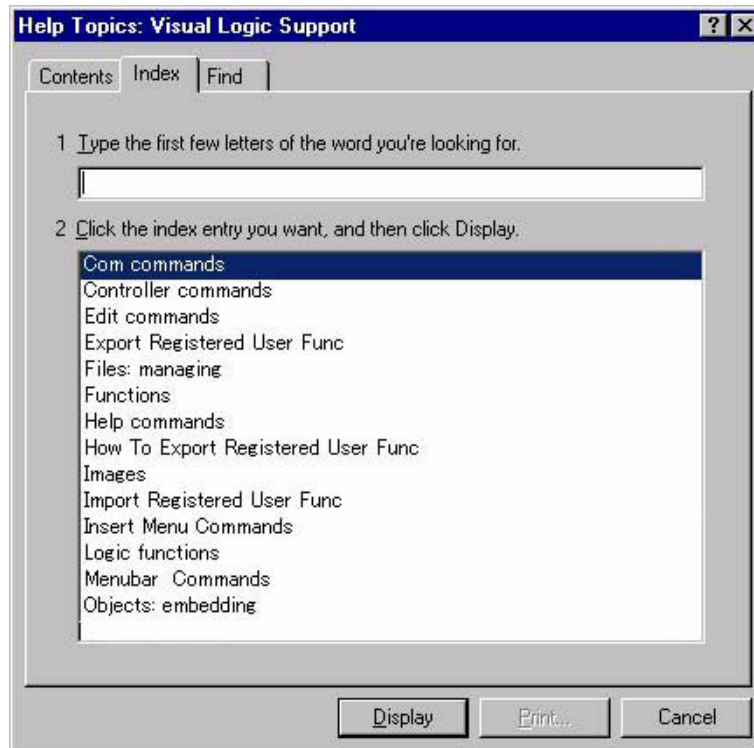 Help Topics: Visual Logic Support
Contents Index Find
1 Type the first few letters of the word you're looking for.
2 Click the index entry you want, and then click Display.
Com commands
Controller commands
Edit commands
Export Registered User Func
Files: managing
Functions
Help commands
How To Export Registered User Func
Images
Import Registered User Func
Insert Menu Commands
Logic functions
Menubar Commands
Objects: embedding
Display Print... Cancel